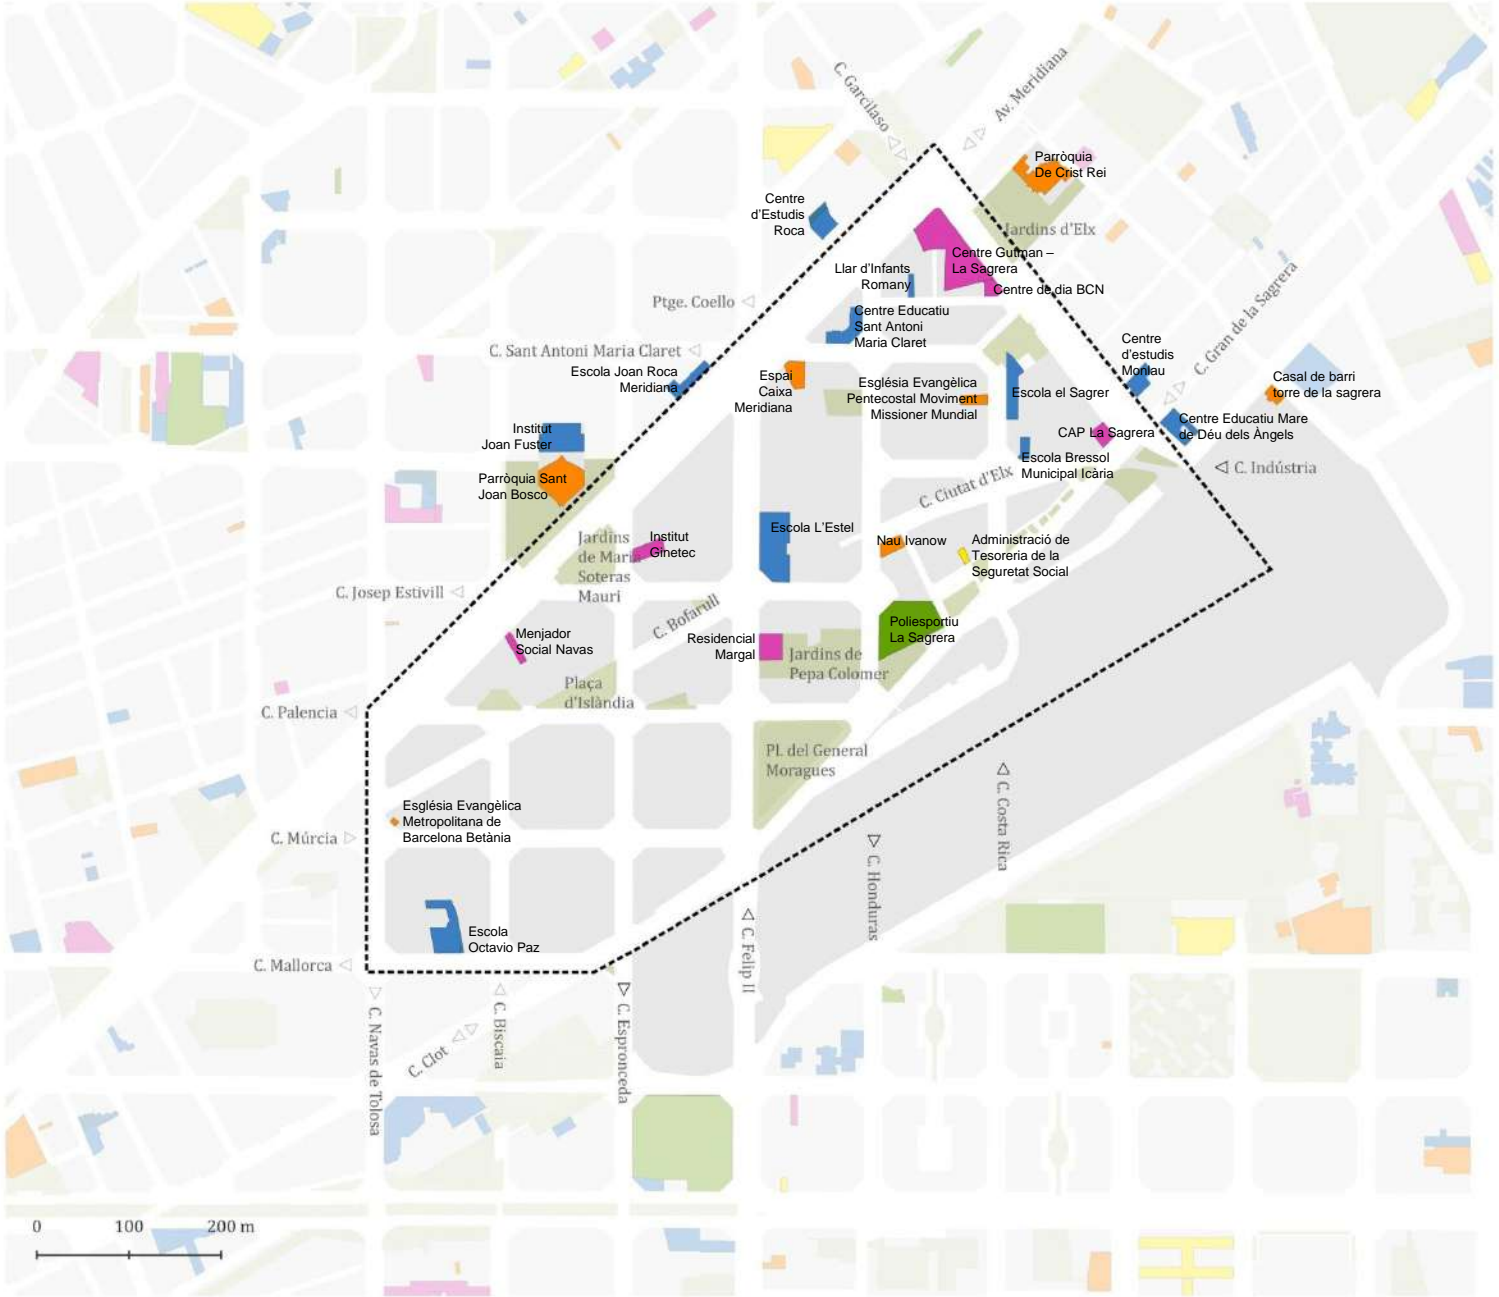 C. Garcilaso
Av. Meridiana
Parròquia
De Crist Rei
Centre
d'Estudis
Roca
Jardins d'Elx
Centre Gutman –
La Sagrera
Llar d'Infants
Romany
Centre de dia BCN
Ptge. Coello
C. Gran de la Sagrera
Centre Educatiu
Sant Antoni
Maria Claret
C. Sant Antoni Maria Claret
Centre
d'estudis
Monlau
Escola Joan Roca
Meridiana
Espai
Caixa
Meridiana
Església Evangèlica
Pentecostal Moviment
Missioner Mundial
Escola el Sagrer
Casal de barri
torre de la sagrera
Institut
Joan Fuster
CAP La Sagrera
Centre Educatiu Mare
de Déu dels Àngels
Escola Bressol
Municipal Icària
C. Indústria
Parròquia Sant
Joan Bosco
C. Ciutat d'Elx
Escola L'Estel
Jardins
de Maria
Soteras
Mauri
Institut
Ginetec
Nau Ivanow
Administració de
Tesoreria de la
Seguretat Social
C. Josep Estivill
C. Bofarull
Poliesportiu
La Sagrera
Menjador
Social Navas
Residencial
Margal
Jardins de
Pepa Colomer
Plaça
d'Islàndia
C. Palencia
Pl. del General
Moragues
C. Costa Rica
Església Evangèlica
Metropolitana de
Barcelona Betània
C. Múrcia
C. Honduras
Escola
Octavio Paz
C. Felip II
C. Mallorca
C. Navas de Tolosa
C. Biscaia
C. Clot
C. Espronceda
0 100 200 m